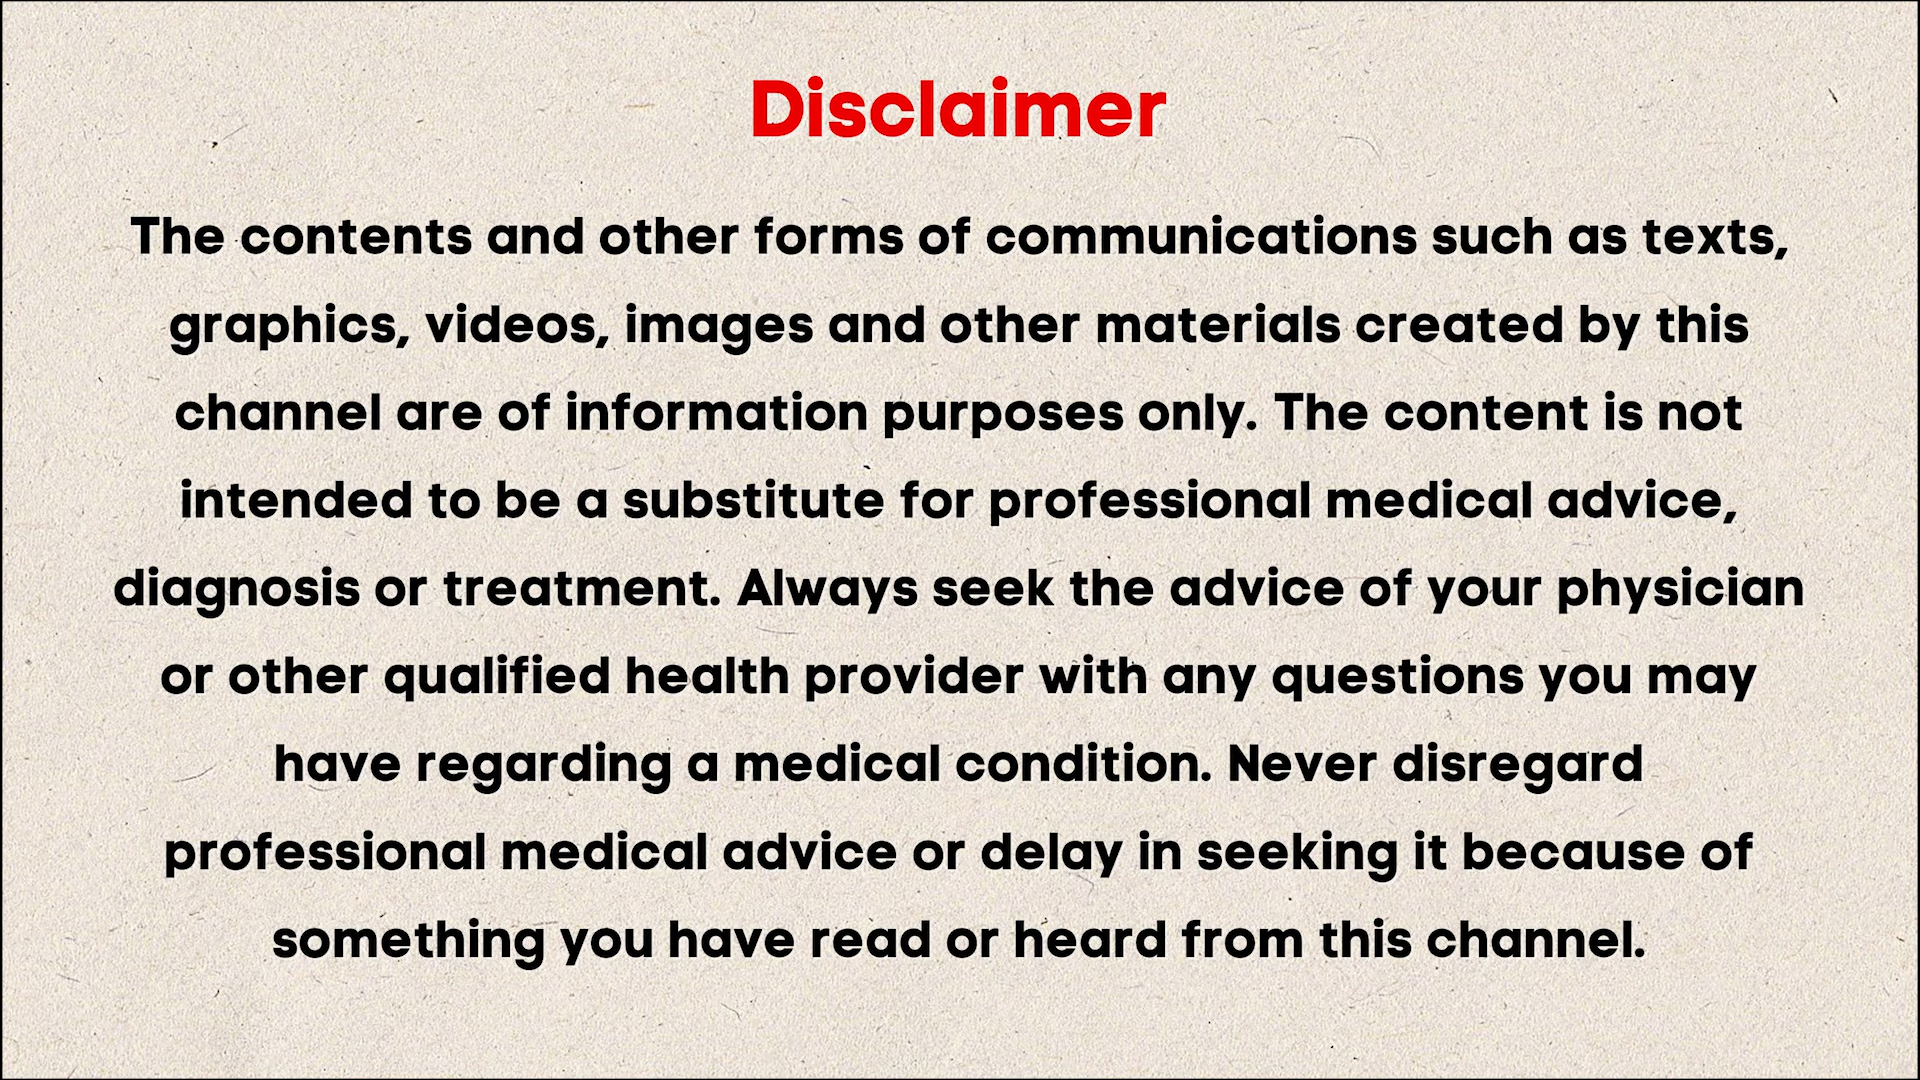 Disclaimer
The contents and other forms of communications such as texts,
graphics, videos, images and other materials created by this
channel are of information purposes only. The content is not
intended to be a substitute for professional medical advice,
diagnosis or treatment. Always seek the advice of your physician
or other qualified health provider with any questions you may
have regarding a medical condition. Never disregard
professional medical advice or delay in seeking it because of
something you have read or heard from this channel.